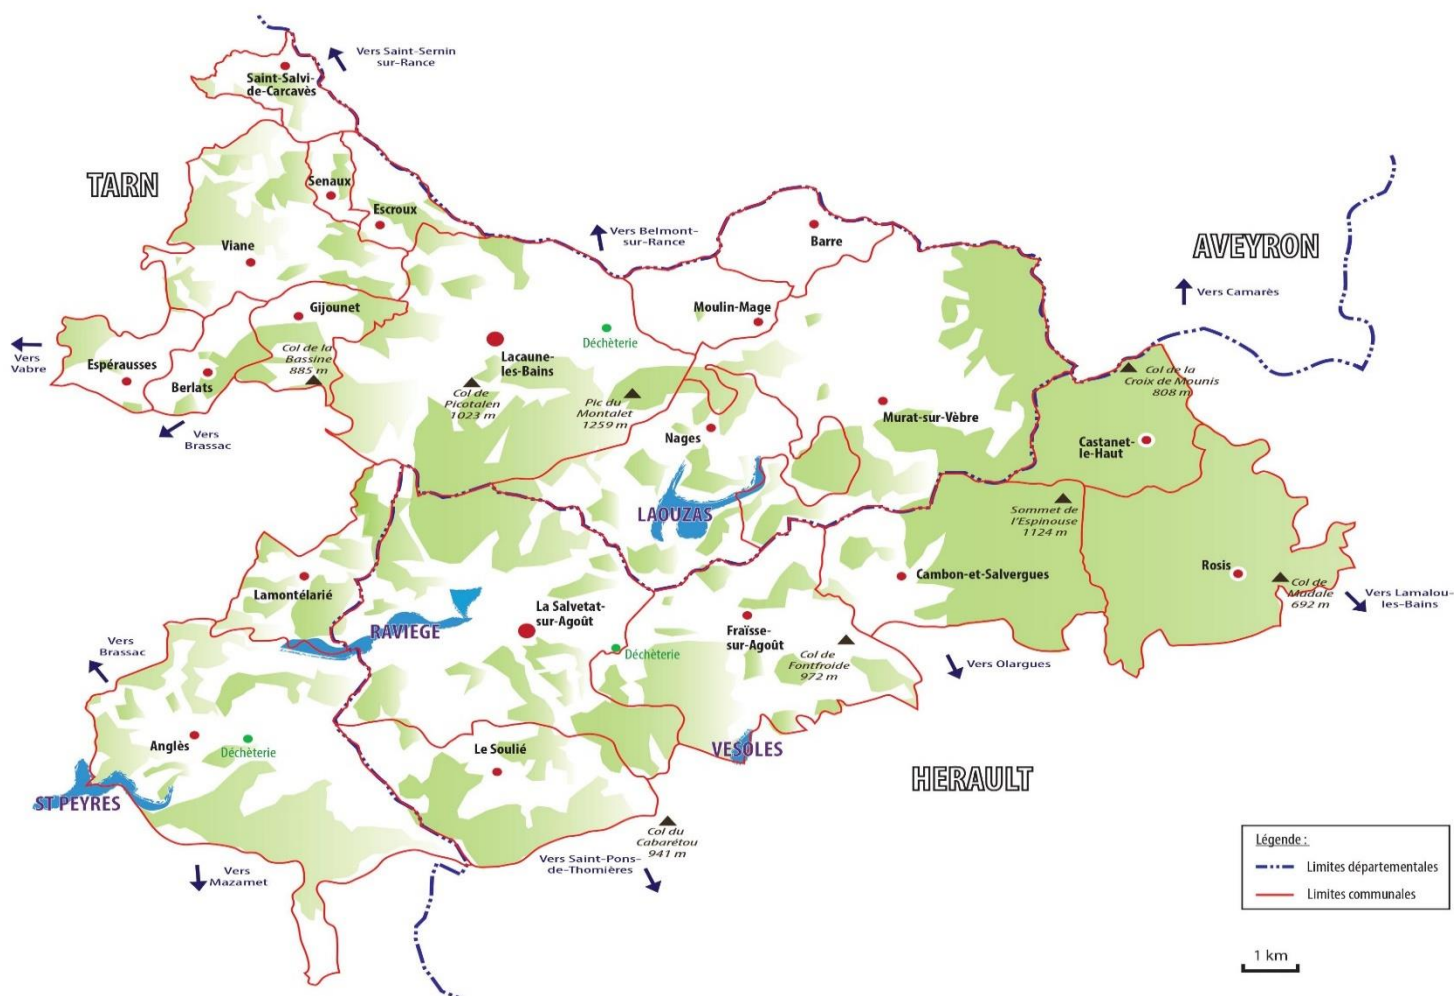 Vers Saint-Sernin
sur-Rance
Saint-Salvi-
de-Carcavès
TARN
Senaux
Escroux
Viane
Vers Belmont-
sur-Rance
Barre
AVEYRON
Vers Camarès
Gijounet
Moulin-Mage
Déchèterie
Lacaune-
les-Bains
Col de la
Bassine
885 m
Vers
Vabre
Espérausses
Berlats
Vers
Brassac
Col de
Picotalen
1023 m
Pic du
Montalet
1259 m
Nages
Murat-sur-Vèbre
Col de la
Croix de Mounis
808 m
Castanet-
le-Haut
LAOUZAS
Sommet de
l'Espinouse
1124 m
Cambon-et-Salvergues
Rosis
Col de
Madale
692 m
Vers Lamalou-
les-Bains
Lamontélarié
RAVIEGE
La Salvetat-
sur-Agoût
Fraïsse-
sur-Agoût
Vers
Brassac
Déchèterie
Col de
Fontfroide
972 m
Vers Olargues
Anglès
Déchèterie
Le Soulié
VESOLES
HERAULT
ST PEYRES
Col du
Cabarétou
941 m
Vers
Mazamet
Vers Saint-Pons-
de-Thomières
Légende :
Limites départementales
Limites communales
1 km